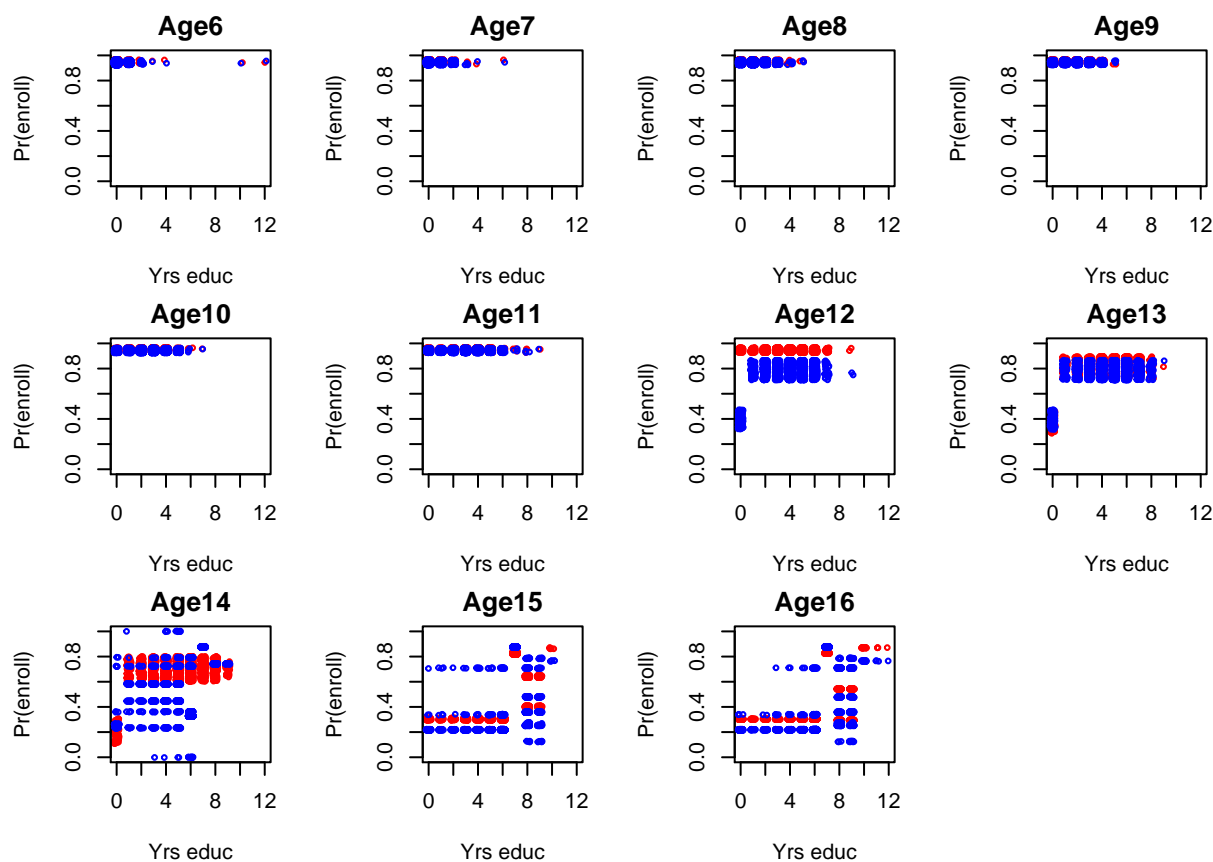 Age6 Age7 Age8 Age9
Pr(enroll) Pr(enroll) Pr(enroll) Pr(enroll)
0.8 0.8 0.8 0.8
0.4 0.4 0.4 0.4
0.0 0.0 0.0 0.0
0 4 8 12 0 4 8 12 0 4 8 12 0 4 8 12
Yrs educ Yrs educ Yrs educ Yrs educ
Age10 Age11 Age12 Age13
Pr(enroll) Pr(enroll) Pr(enroll) Pr(enroll)
0.8 0.8 0.8 0.8
0.4 0.4 0.4 0.4
0.0 0.0 0.0 0.0
0 4 8 12 0 4 8 12 0 4 8 12 0 4 8 12
Yrs educ Yrs educ Yrs educ Yrs educ
Age14 Age15 Age16
Pr(enroll) Pr(enroll) Pr(enroll)
0.8 0.8 0.8
0.4 0.4 0.4
0.0 0.0 0.0
0 4 8 12 0 4 8 12 0 4 8 12
Yrs educ Yrs educ Yrs educ